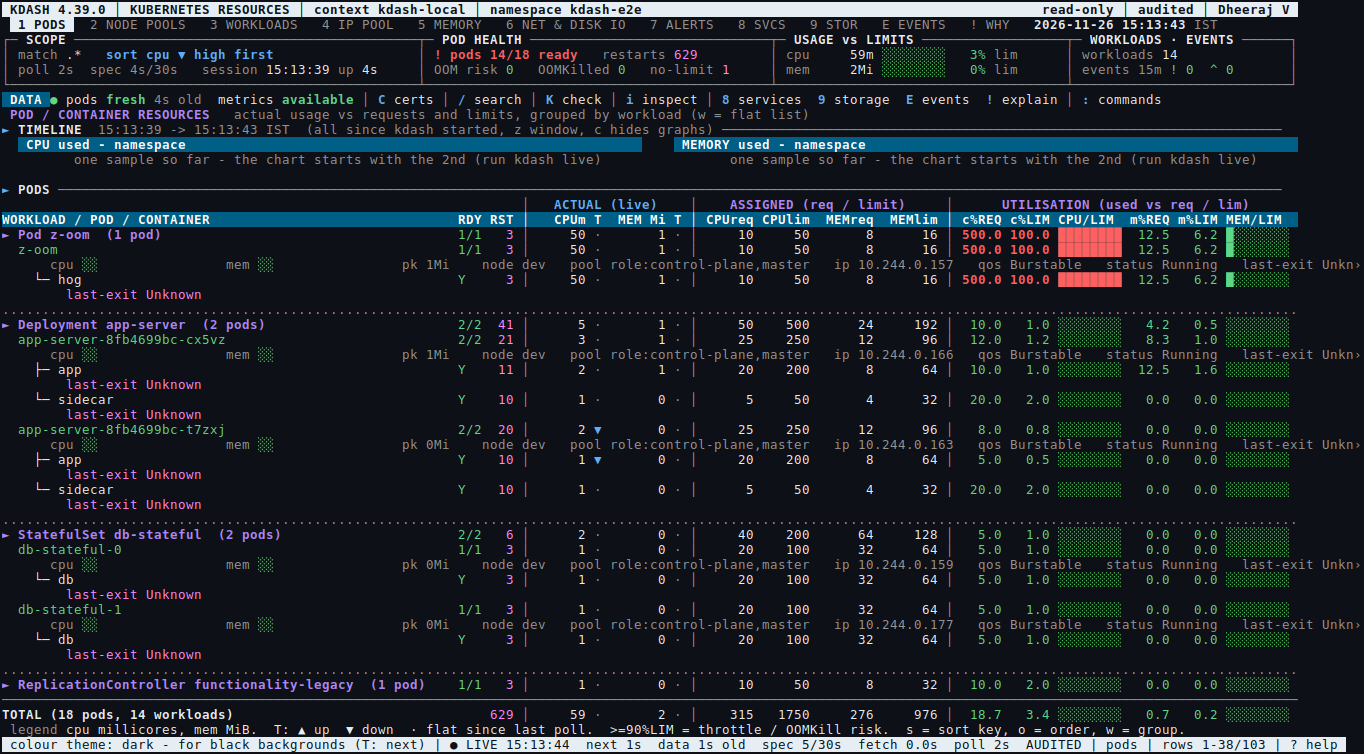 KDASH 4.39.0 │ KUBERNETES RESOURCES │ context kdash-local │ namespace kdash-e2e read-only │ audited │ Dheeraj V
1 PODS 2 NODE POOLS 3 WORKLOADS 4 IP POOL 5 MEMORY 6 NET & DISK IO 7 ALERTS 8 SVCS 9 STOR E EVENTS ! WHY 2026-11-26 15:13:43 IST
SCOPE POD HEALTH USAGE vs LIMITS WORKLOADS · EVENTS
match .* sort cpu ▼ high first ! pods 14/18 ready restarts 629 cpu 59m 3% lim workloads 14
poll 2s spec 4s/30s session 15:13:39 up 4s OOM risk 0 OOMKilled 0 no-limit 1 mem 2Mi 0% lim events 15m ! 0 ^ 0
DATA ● pods fresh 4s old metrics available │ C certs │ / search │ K check │ i inspect │ 8 services 9 storage E events ! explain │ : commands
POD / CONTAINER RESOURCES actual usage vs requests and limits, grouped by workload (w = flat list)
► TIMELINE 15:13:39 -> 15:13:43 IST (all since kdash started, z window, c hides graphs)
CPU used - namespace MEMORY used - namespace
one sample so far - the chart starts with the 2nd (run kdash live) one sample so far - the chart starts with the 2nd (run kdash live)
► PODS
ACTUAL (live) ASSIGNED (req / limit) UTILISATION (used vs req / lim)
WORKLOAD / POD / CONTAINER RDY RST CPUm T MEM Mi T CPUreq CPUlim MEMreq MEMlim c%REQ c%LIM CPU/LIM m%REQ m%LIM MEM/LIM
► Pod z-oom (1 pod) 1/1 3 50 · 1 · 10 50 8 16 500.0 100.0 12.5 6.2
z-oom 1/1 3 50 · 1 · 10 50 8 16 500.0 100.0 12.5 6.2
cpu mem pk 1Mi node dev pool role:control-plane,master ip 10.244.0.157 qos Burstable status Running last-exit Unkn›
└─ hog Y 3 50 · 1 · 10 50 8 16 500.0 100.0 12.5 6.2
last-exit Unknown
► Deployment app-server (2 pods) 2/2 41 5 · 1 · 50 500 24 192 10.0 1.0 4.2 0.5
app-server-8fb4699bc-cx5vz 2/2 21 3 · 1 · 25 250 12 96 12.0 1.2 8.3 1.0
cpu mem pk 1Mi node dev pool role:control-plane,master ip 10.244.0.166 qos Burstable status Running last-exit Unkn›
├─ app Y 11 2 · 1 · 20 200 8 64 10.0 1.0 12.5 1.6
last-exit Unknown
└─ sidecar Y 10 1 · 0 · 5 50 4 32 20.0 2.0 0.0 0.0
last-exit Unknown
app-server-8fb4699bc-t7zxj 2/2 20 2 ▼ 0 · 25 250 12 96 8.0 0.8 0.0 0.0
cpu mem pk 0Mi node dev pool role:control-plane,master ip 10.244.0.163 qos Burstable status Running last-exit Unkn›
├─ app Y 10 1 ▼ 0 · 20 200 8 64 5.0 0.5 0.0 0.0
last-exit Unknown
└─ sidecar Y 10 1 · 0 · 5 50 4 32 20.0 2.0 0.0 0.0
last-exit Unknown
► StatefulSet db-stateful (2 pods) 2/2 6 2 · 0 · 40 200 64 128 5.0 1.0 0.0 0.0
db-stateful-0 1/1 3 1 · 0 · 20 100 32 64 5.0 1.0 0.0 0.0
cpu mem pk 0Mi node dev pool role:control-plane,master ip 10.244.0.159 qos Burstable status Running last-exit Unkn›
└─ db Y 3 1 · 0 · 20 100 32 64 5.0 1.0 0.0 0.0
last-exit Unknown
db-stateful-1 1/1 3 1 · 0 · 20 100 32 64 5.0 1.0 0.0 0.0
cpu mem pk 0Mi node dev pool role:control-plane,master ip 10.244.0.177 qos Burstable status Running last-exit Unkn›
└─ db Y 3 1 · 0 · 20 100 32 64 5.0 1.0 0.0 0.0
last-exit Unknown
► ReplicationController functionality-legacy (1 pod) 1/1 3 1 · 0 · 10 50 8 32 10.0 2.0 0.0 0.0
TOTAL (18 pods, 14 workloads) 629 59 · 2 · 315 1750 276 976 18.7 3.4 0.7 0.2
legend cpu millicores, mem MiB. T: ▲ up ▼ down · flat since last poll. >=90%LIM = throttle / OOMKill risk. s = sort key, o = order, w = group.
colour theme: dark - for black backgrounds (T: next) | ● LIVE 15:13:44 next 1s data 1s old spec 5/30s fetch 0.0s poll 2s AUDITED | pods | rows 1-38/103 | ? help